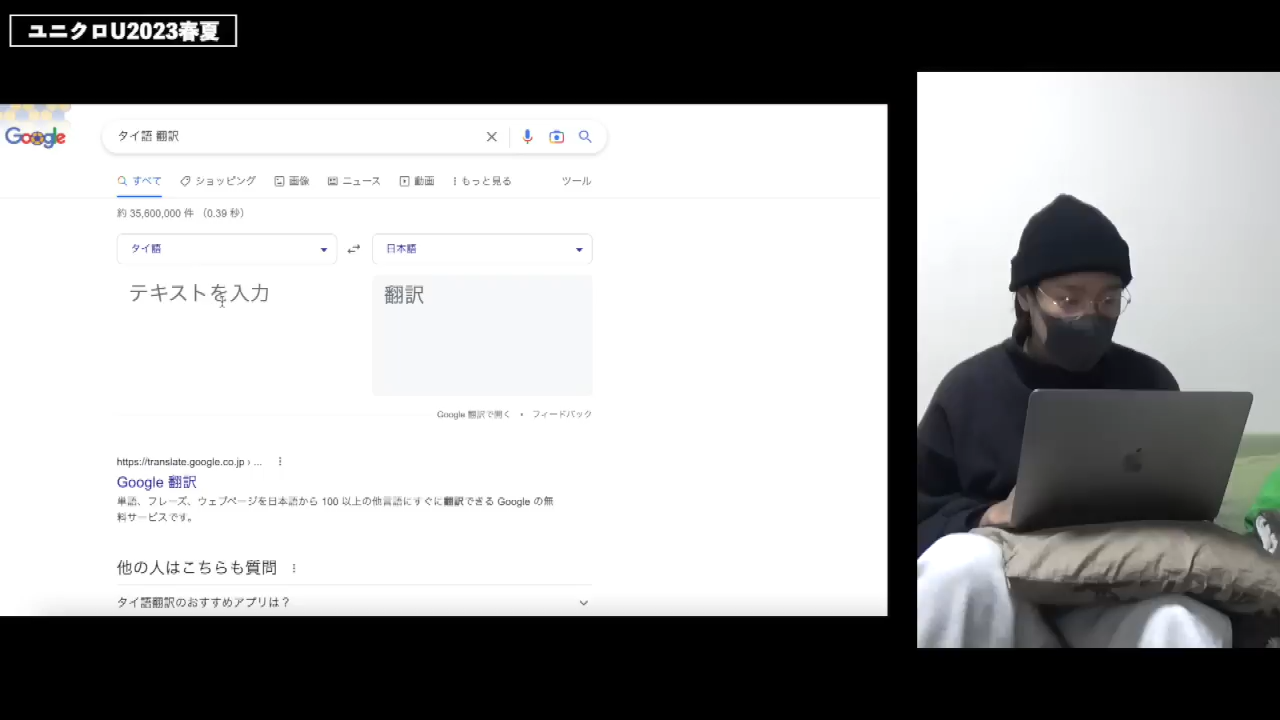 ユニクロU2023春夏
Google
タイ語 翻訳
すべて ショッピング 画像 ニュース 動画 もっと見る ツール
約 35,600,000 件 (0.39 秒)
タイ語 日本語
テキストを入力 翻訳
Google 翻訳で開く • フィードバック
https://translate.google.co.jp › ...
Google 翻訳
単語、フレーズ、ウェブページを日本語から 100 以上の他言語にすぐに翻訳できる Google の無
料サービスです。
他の人はこちらも質問
タイ語翻訳のおすすめアプリは？